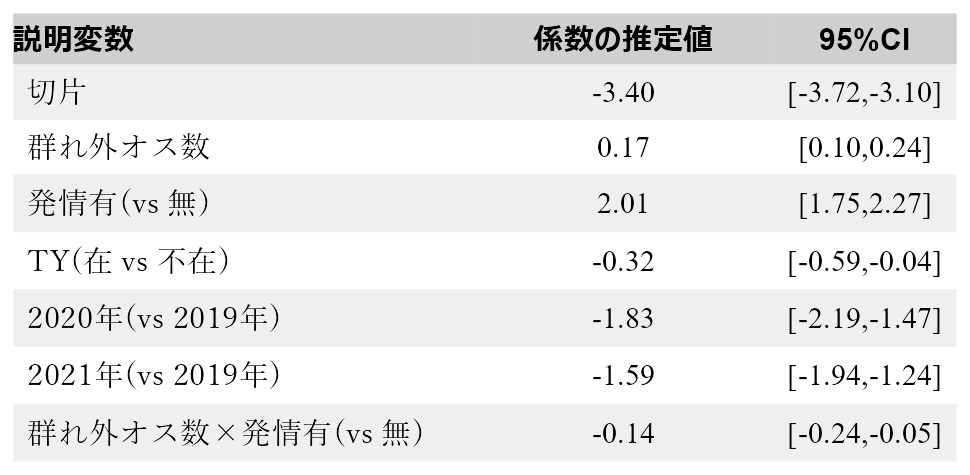 説明変数 係数の推定値 95%CI
切片 -3.40 [-3.72,-3.10]
群れ外オス数 0.17 [0.10,0.24]
発情有(vs 無) 2.01 [1.75,2.27]
TY(在 vs 不在) -0.32 [-0.59,-0.04]
2020年(vs 2019年) -1.83 [-2.19,-1.47]
2021年(vs 2019年) -1.59 [-1.94,-1.24]
群れ外オス数×発情有(vs 無) -0.14 [-0.24,-0.05]